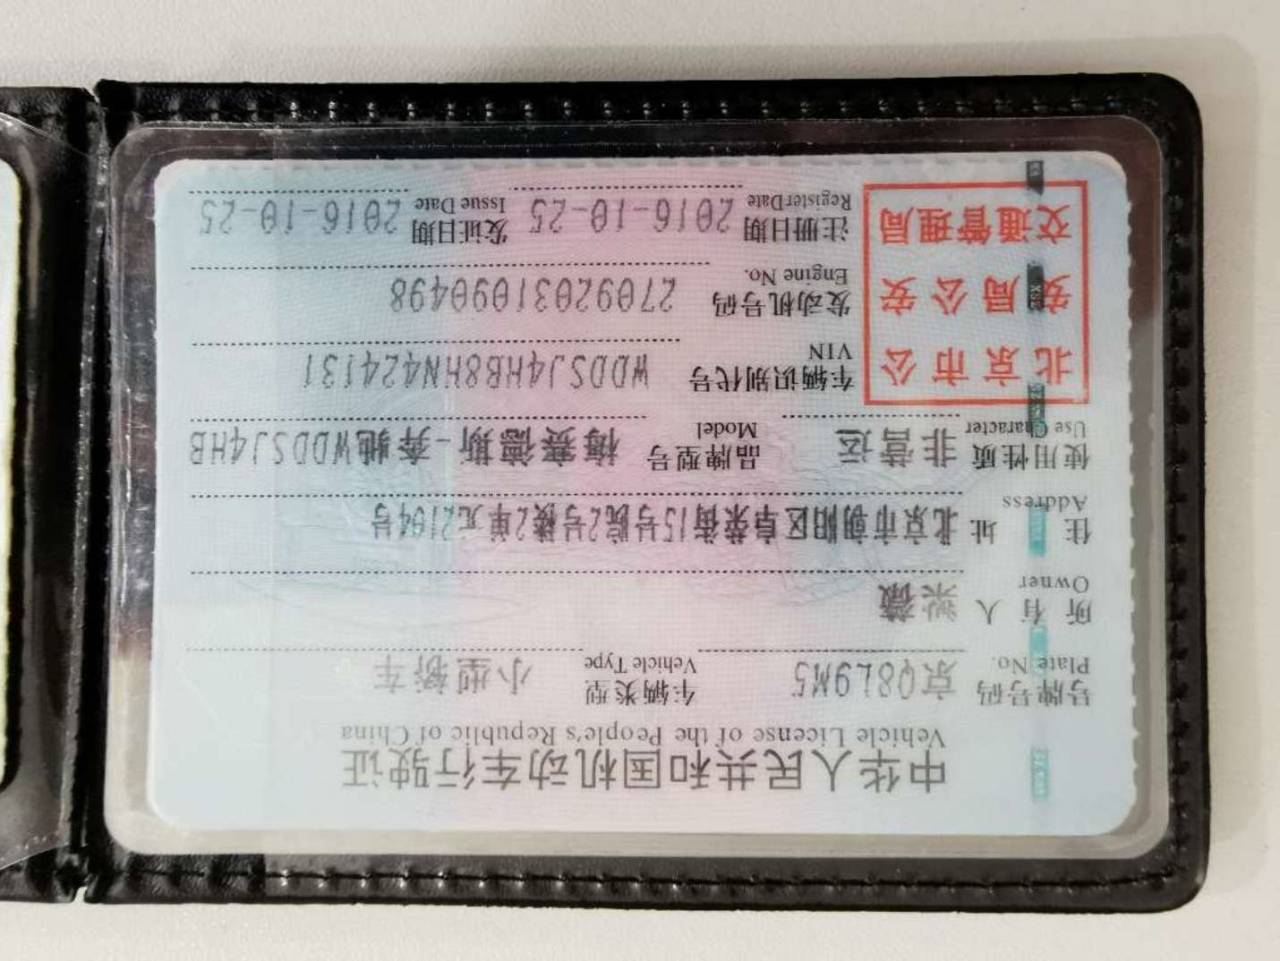 中华人民共和国机动车行驶证
Vehicle License of the People's Republic of China
号牌号码 京Q8L9M5 车辆类型 小型轿车
Plate No. Vehicle Type
所有人 梁薇
Owner
住址 北京市朝阳区阜荣街15号院2号楼2单元2104号
Address
使用性质 非营运 品牌型号 梅赛德斯-奔驰WDDSJ4HB
Use Character Model
北京市公
安局公安
交通管理局
车辆识别代号 WDDSJ4HB8HN424131
VIN
发动机号码 27092031090498
Engine No.
注册日期 2016-10-25 发证日期 2016-10-25
Register Date Issue Date